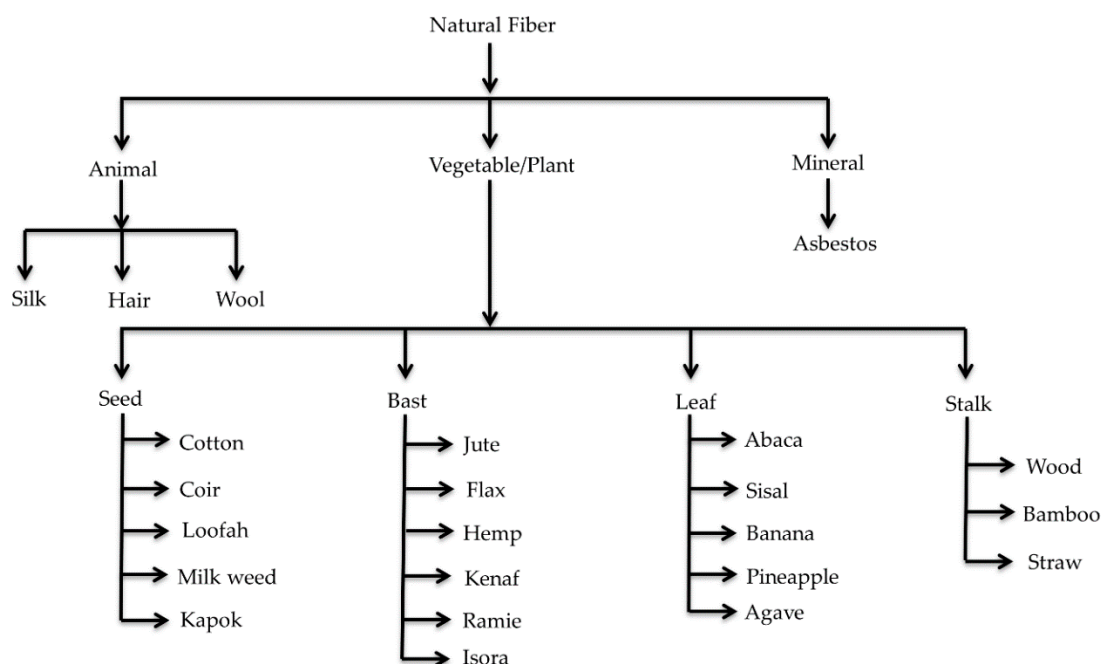 Natural Fiber
Animal
Vegetable/Plant
Mineral
Asbestos
Silk
Hair
Wool
Seed
Cotton
Coir
Loofah
Milk weed
Kapok
Bast
Jute
Flax
Hemp
Kenaf
Ramie
Isora
Leaf
Abaca
Sisal
Banana
Pineapple
Agave
Stalk
Wood
Bamboo
Straw